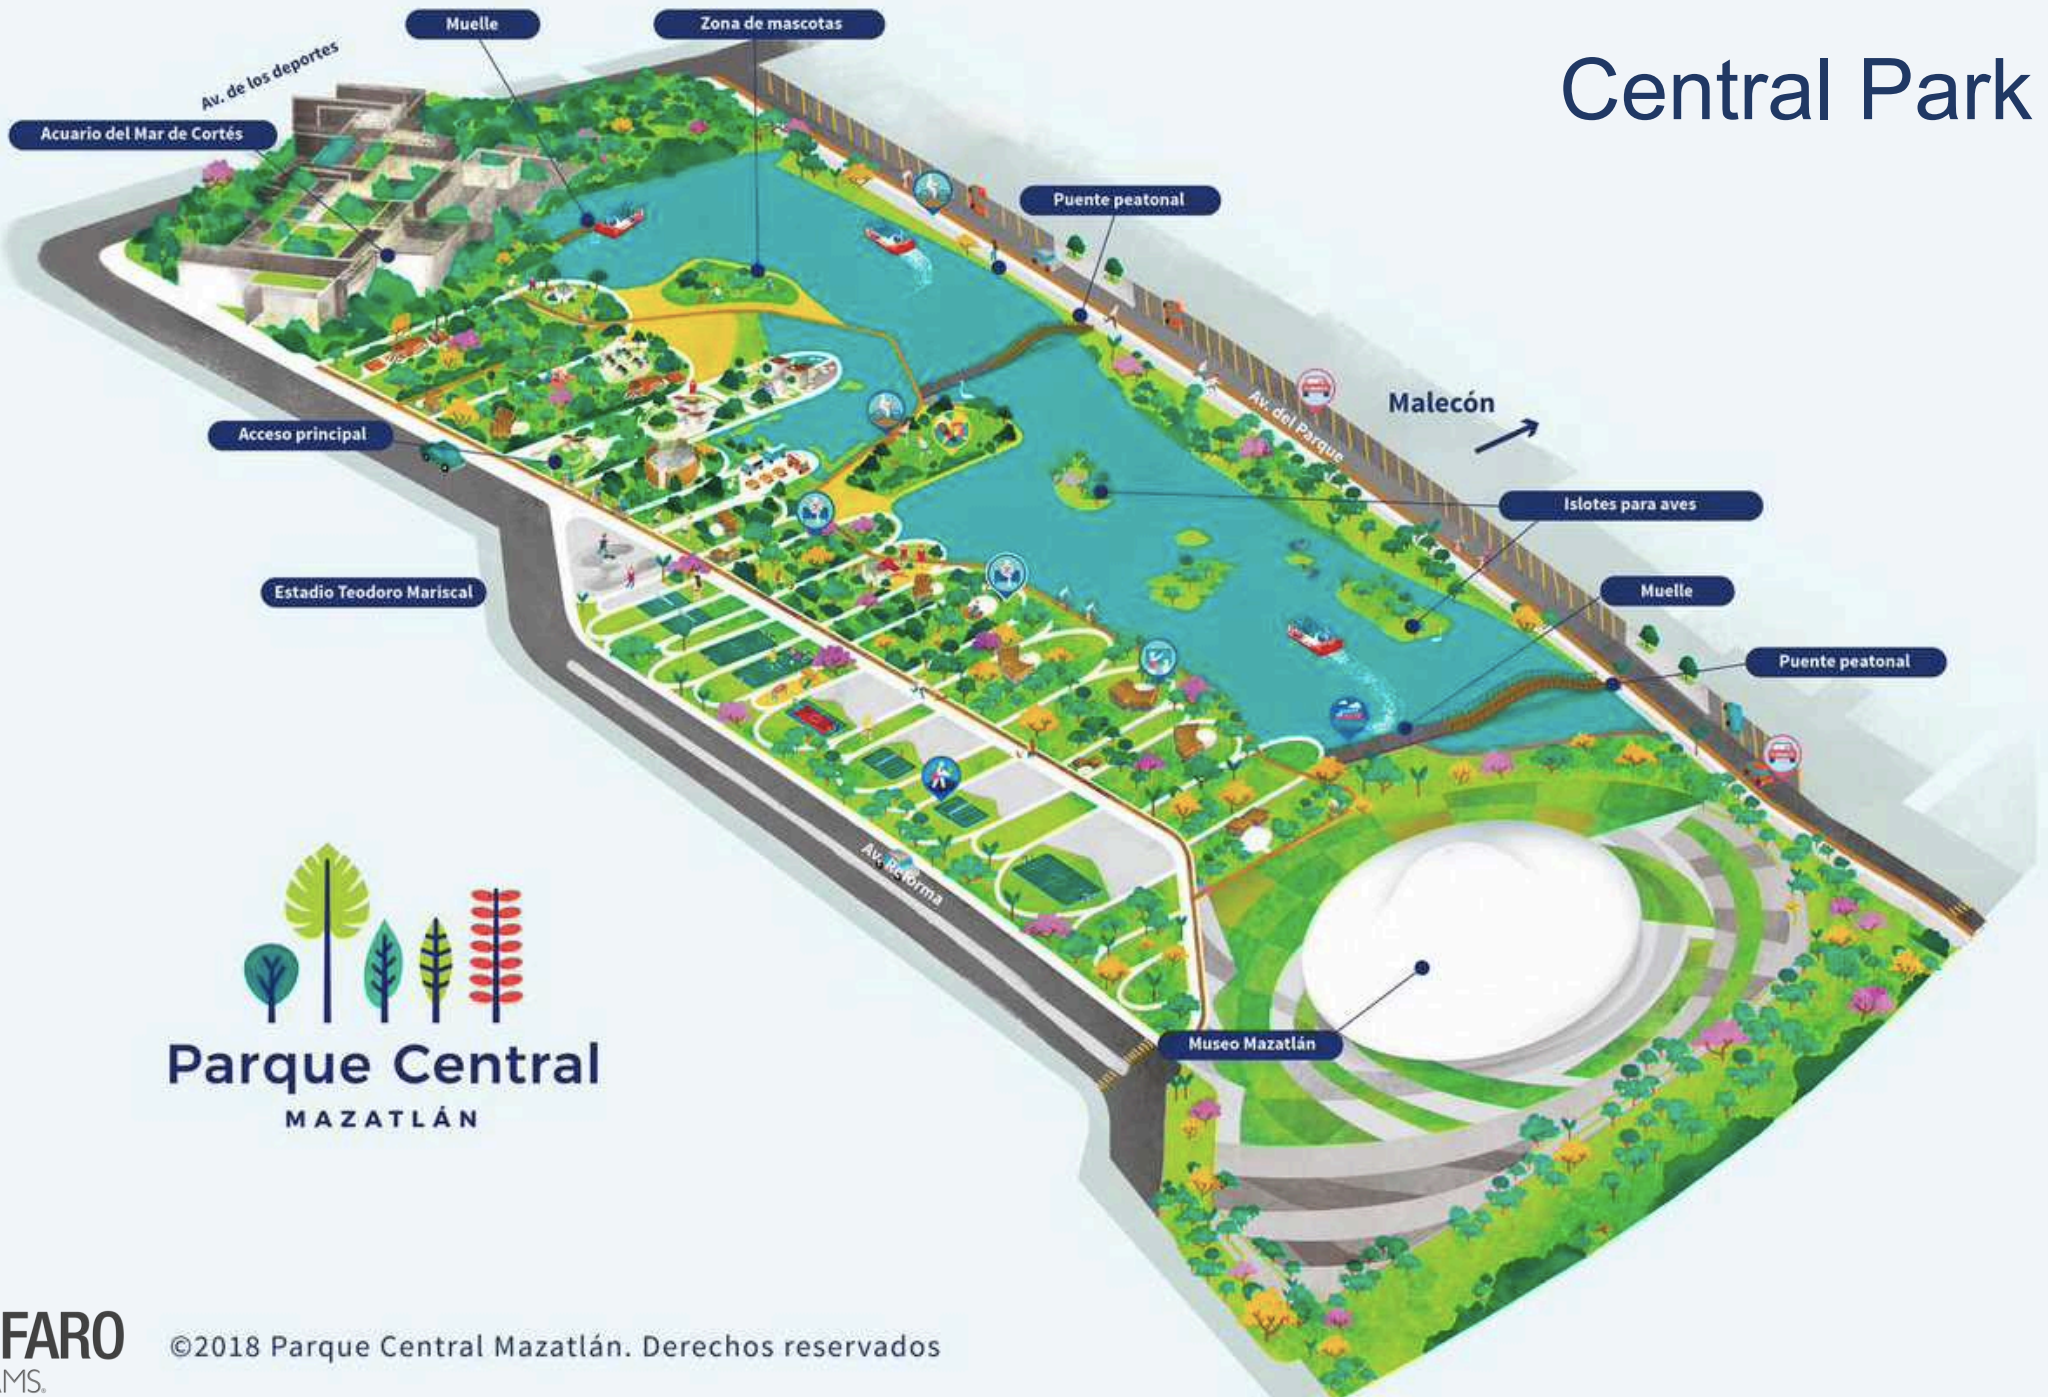 Central Park
Muelle
Zona de mascotas
Av. de los deportes
Acuario del Mar de Cortés
Puente peatonal
Malecón
Av. del Parque
Acceso principal
Islotes para aves
Estadio Teodoro Mariscal
Muelle
Puente peatonal
Av. Reforma
Museo Mazatlán
Parque Central
MAZATLÁN
FARO
AMS.
©2018 Parque Central Mazatlán. Derechos reservados